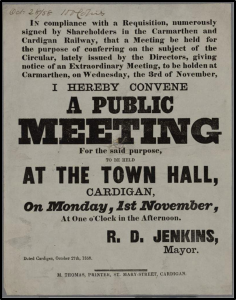 IN compliance with a Requisition, numerously
signed by Shareholders in the Carmarthen and
Cardigan Railway, that a Meeting be held for
the purpose of conferring on the subject of the
Circular, lately issued by the Directors, giving
notice of an Extraordinary Meeting, to be holden at
Carmarthen, on Wednesday, the 3rd of November,
I HEREBY CONVENE
A PUBLIC
MEETING
For the said purpose,
TO BE HELD
AT THE TOWN HALL,
CARDIGAN,
On Monday, 1st November,
At One o'Clock in the Afternoon.
R. D. JENKINS,
Mayor.
Dated Cardigan, October 27th, 1858.
M. THOMAS, PRINTER, ST. MARY-STREET, CARDIGAN.